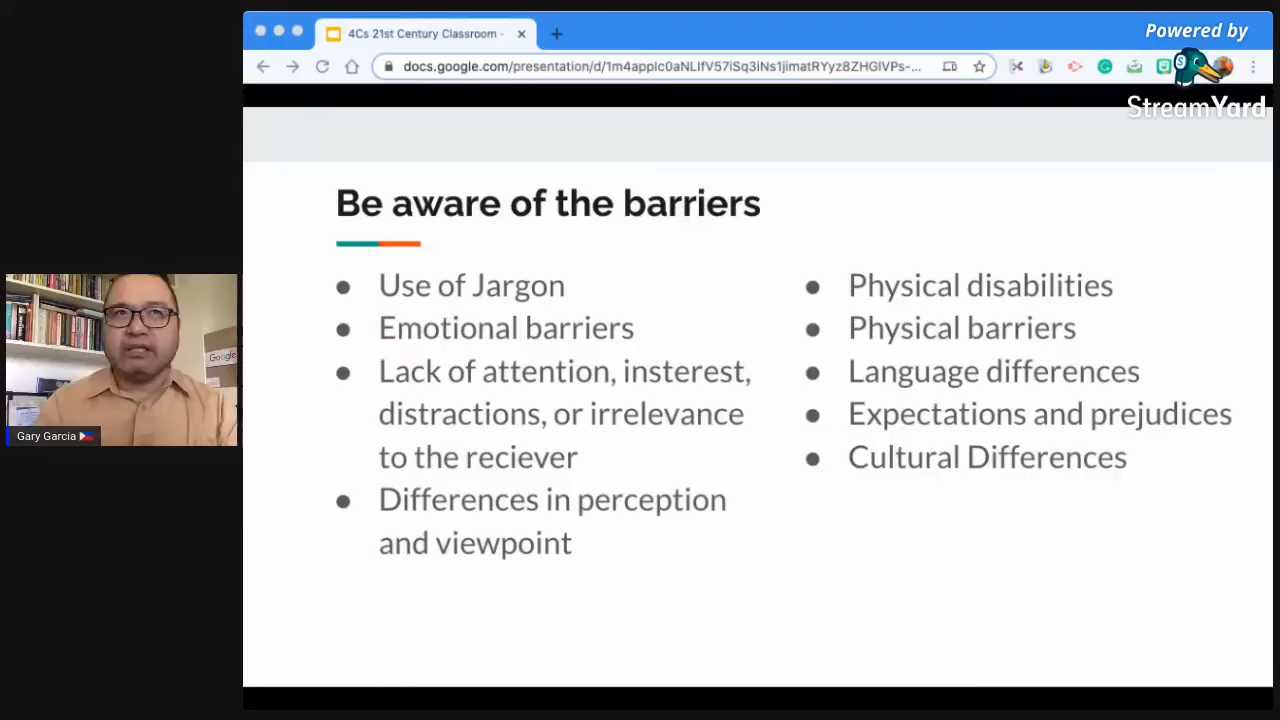 4Cs 21st Century Classroom -
Powered by
docs.google.com/presentation/d/1m4applc0aNLIfV57iSq3iNs1jimatRYyz8ZHGlVPs-...
StreamYard
Be aware of the barriers
● Use of Jargon
● Emotional barriers
● Lack of attention, insterest,
distractions, or irrelevance
to the reciever
● Differences in perception
and viewpoint
● Physical disabilities
● Physical barriers
● Language differences
● Expectations and prejudices
● Cultural Differences
Google
Gary Garcia